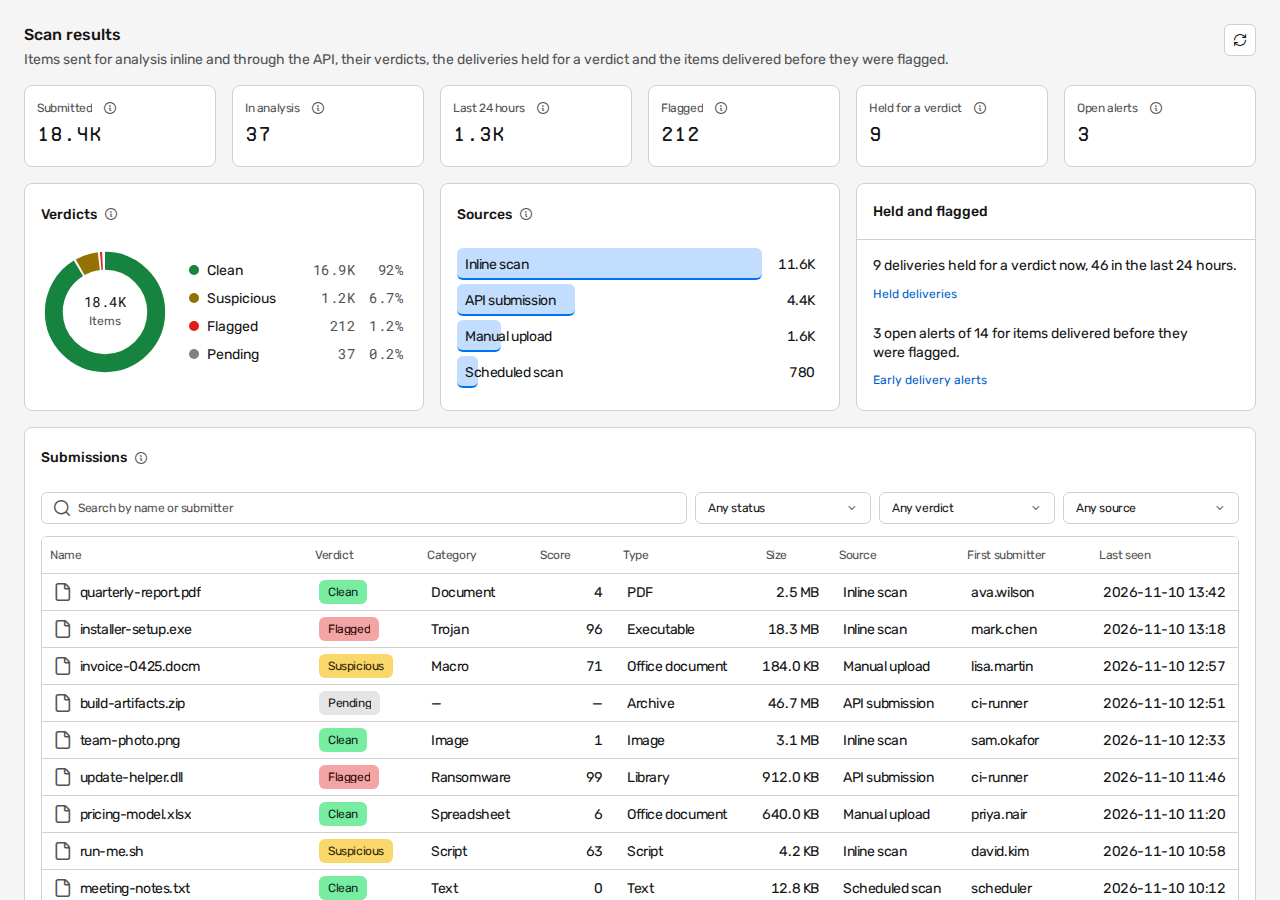 Scan results
Items sent for analysis inline and through the API, their verdicts, the deliveries held for a verdict and the items delivered before they were flagged.
Submitted In analysis Last 24 hours Flagged Held for a verdict Open alerts
18.4K 37 1.3K 212 9 3
Verdicts
18.4K
Items
Clean 16.9K 92%
Suspicious 1.2K 6.7%
Flagged 212 1.2%
Pending 37 0.2%
Sources
Inline scan 11.6K
API submission 4.4K
Manual upload 1.6K
Scheduled scan 780
Held and flagged
9 deliveries held for a verdict now, 46 in the last 24 hours.
Held deliveries
3 open alerts of 14 for items delivered before they
were flagged.
Early delivery alerts
Submissions
Search by name or submitter Any status Any verdict Any source
Name Verdict Category Score Type Size Source First submitter Last seen
quarterly-report.pdf Clean Document 4 PDF 2.5 MB Inline scan ava.wilson 2026-11-10 13:42
installer-setup.exe Flagged Trojan 96 Executable 18.3 MB Inline scan mark.chen 2026-11-10 13:18
invoice-0425.docm Suspicious Macro 71 Office document 184.0 KB Manual upload lisa.martin 2026-11-10 12:57
build-artifacts.zip Pending — — Archive 46.7 MB API submission ci-runner 2026-11-10 12:51
team-photo.png Clean Image 1 Image 3.1 MB Inline scan sam.okafor 2026-11-10 12:33
update-helper.dll Flagged Ransomware 99 Library 912.0 KB API submission ci-runner 2026-11-10 11:46
pricing-model.xlsx Clean Spreadsheet 6 Office document 640.0 KB Manual upload priya.nair 2026-11-10 11:20
run-me.sh Suspicious Script 63 Script 4.2 KB Inline scan david.kim 2026-11-10 10:58
meeting-notes.txt Clean Text 0 Text 12.8 KB Scheduled scan scheduler 2026-11-10 10:12